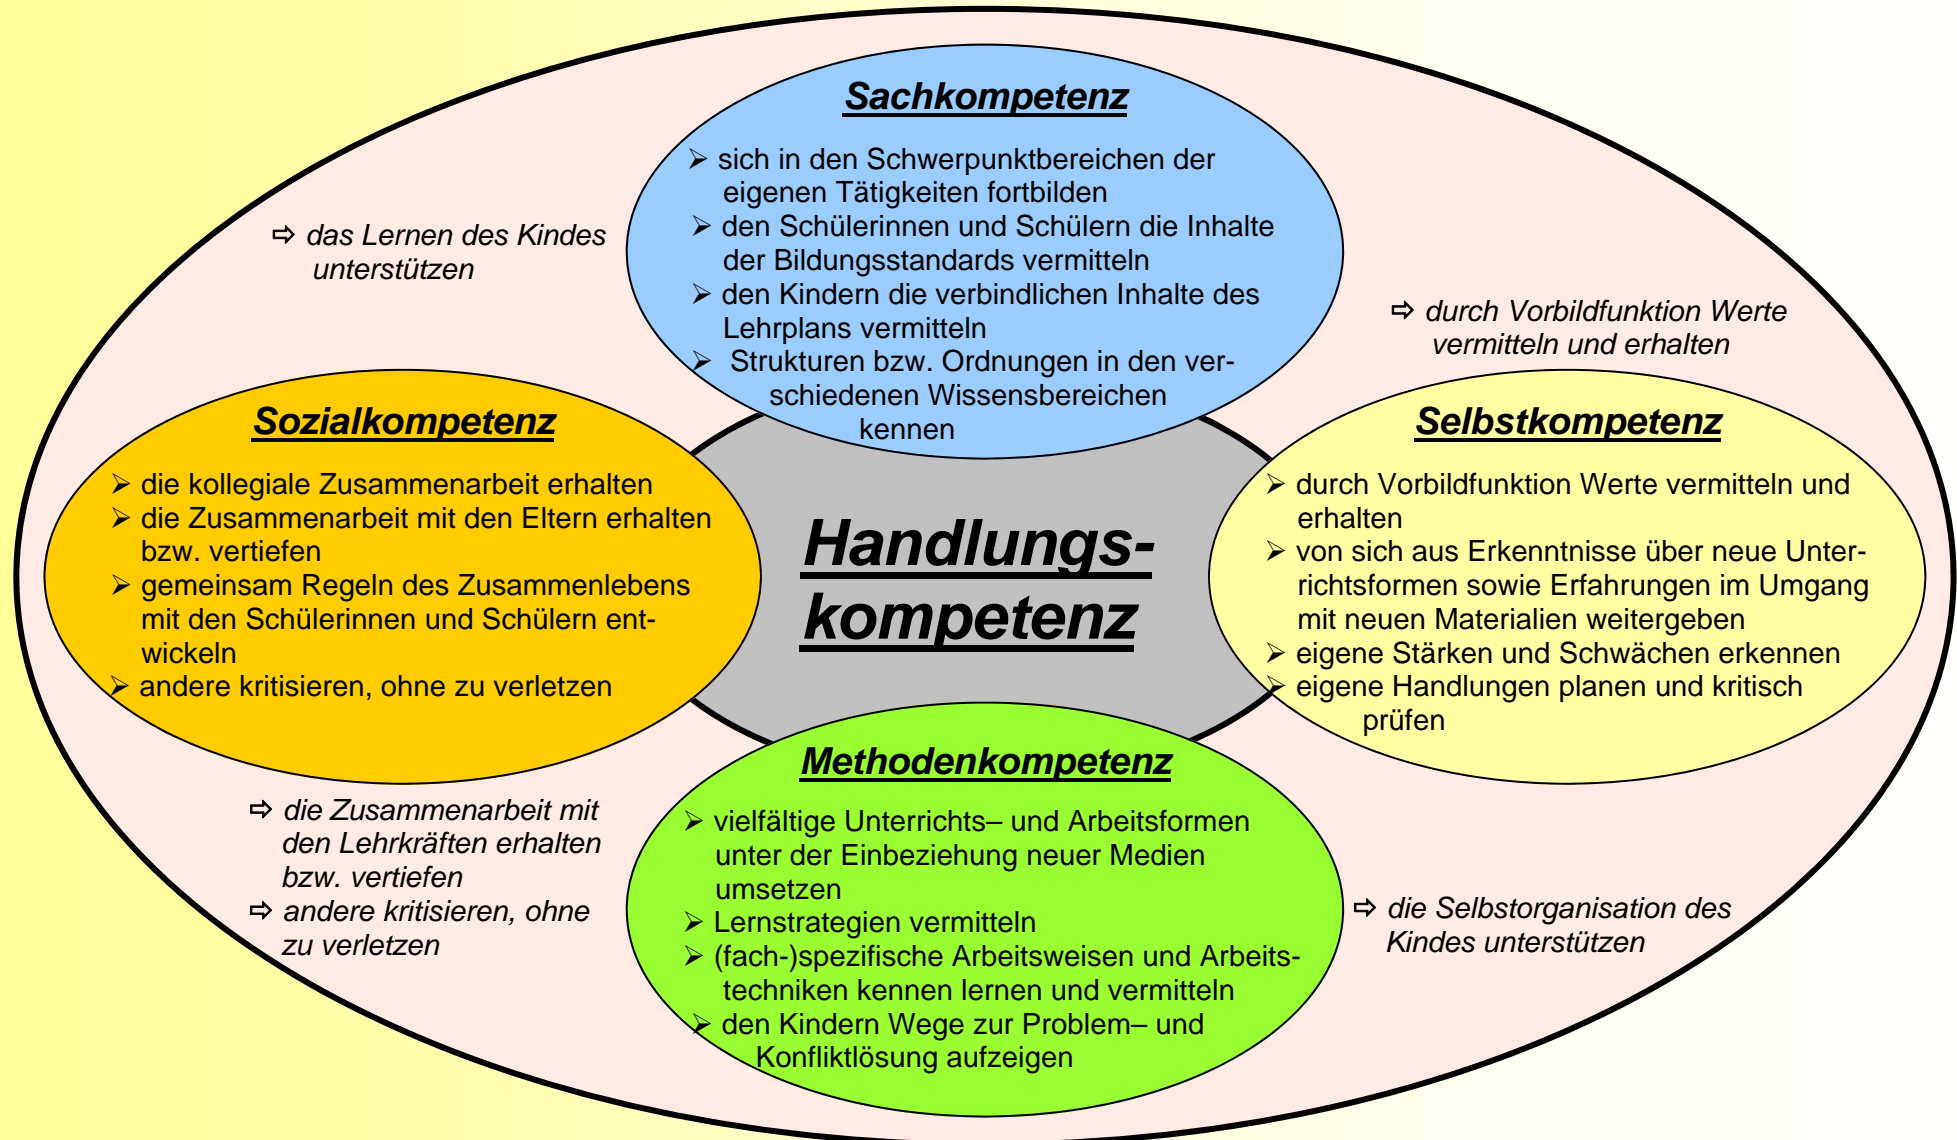 Sachkompetenz
➢ sich in den Schwerpunktbereichen der
eigenen Tätigkeiten fortbilden
➢ den Schülerinnen und Schülern die Inhalte
der Bildungsstandards vermitteln
➢ den Kindern die verbindlichen Inhalte des
Lehrplans vermitteln
➢ Strukturen bzw. Ordnungen in den ver-
schiedenen Wissensbereichen
kennen
⇨ das Lernen des Kindes
unterstützen
⇨ durch Vorbildfunktion Werte
vermitteln und erhalten
Sozialkompetenz
➢ die kollegiale Zusammenarbeit erhalten
➢ die Zusammenarbeit mit den Eltern erhalten
bzw. vertiefen
➢ gemeinsam Regeln des Zusammenlebens
mit den Schülerinnen und Schülern ent-
wickeln
➢ andere kritisieren, ohne zu verletzen
Handlungs-
kompetenz
Selbstkompetenz
➢ durch Vorbildfunktion Werte vermitteln und
erhalten
➢ von sich aus Erkenntnisse über neue Unter-
richtsformen sowie Erfahrungen im Umgang
mit neuen Materialien weitergeben
➢ eigene Stärken und Schwächen erkennen
➢ eigene Handlungen planen und kritisch
prüfen
Methodenkompetenz
➢ vielfältige Unterrichts– und Arbeitsformen
unter der Einbeziehung neuer Medien
umsetzen
➢ Lernstrategien vermitteln
➢ (fach-)spezifische Arbeitsweisen und Arbeits-
techniken kennen lernen und vermitteln
➢ den Kindern Wege zur Problem– und
Konfliktlösung aufzeigen
⇨ die Zusammenarbeit mit
den Lehrkräften erhalten
bzw. vertiefen
⇨ andere kritisieren, ohne
zu verletzen
⇨ die Selbstorganisation des
Kindes unterstützen